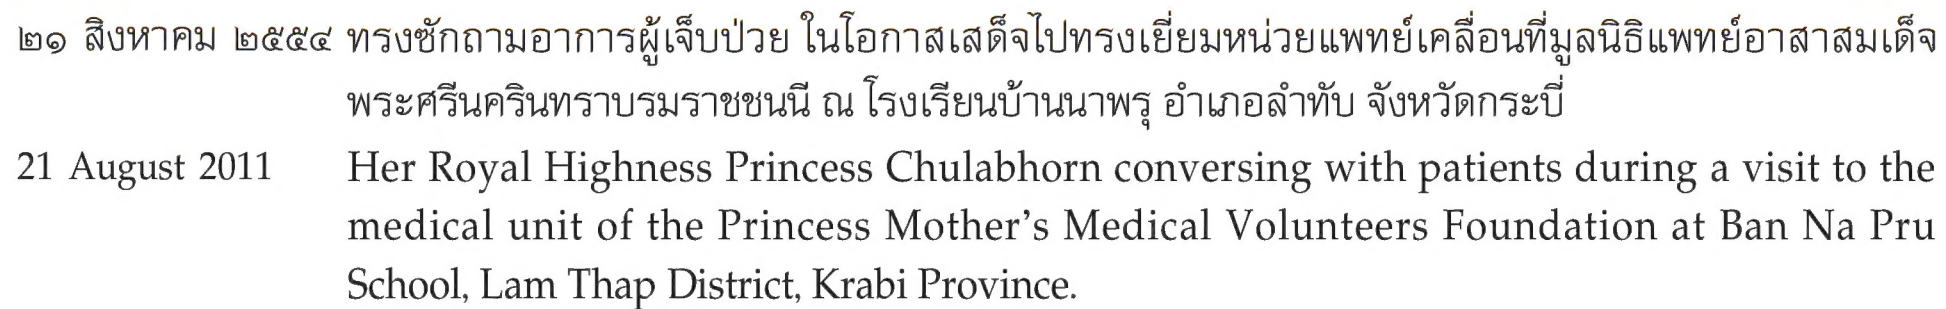 ๒๑ สิงหาคม ๒๕๕๔ ทรงซักถามอาการผู้เจ็บป่วย ในโอกาสเสด็จไปทรงเยี่ยมหน่วยแพทย์เคลื่อนที่มูลนิธิแพทย์อาสาสมเด็จ
พระศรีนครินทราบรมราชชนนี ณ โรงเรียนบ้านนาพรุ อำเภอลำทับ จังหวัดกระบี่
21 August 2011 Her Royal Highness Princess Chulabhorn conversing with patients during a visit to the
medical unit of the Princess Mother's Medical Volunteers Foundation at Ban Na Pru
School, Lam Thap District, Krabi Province.